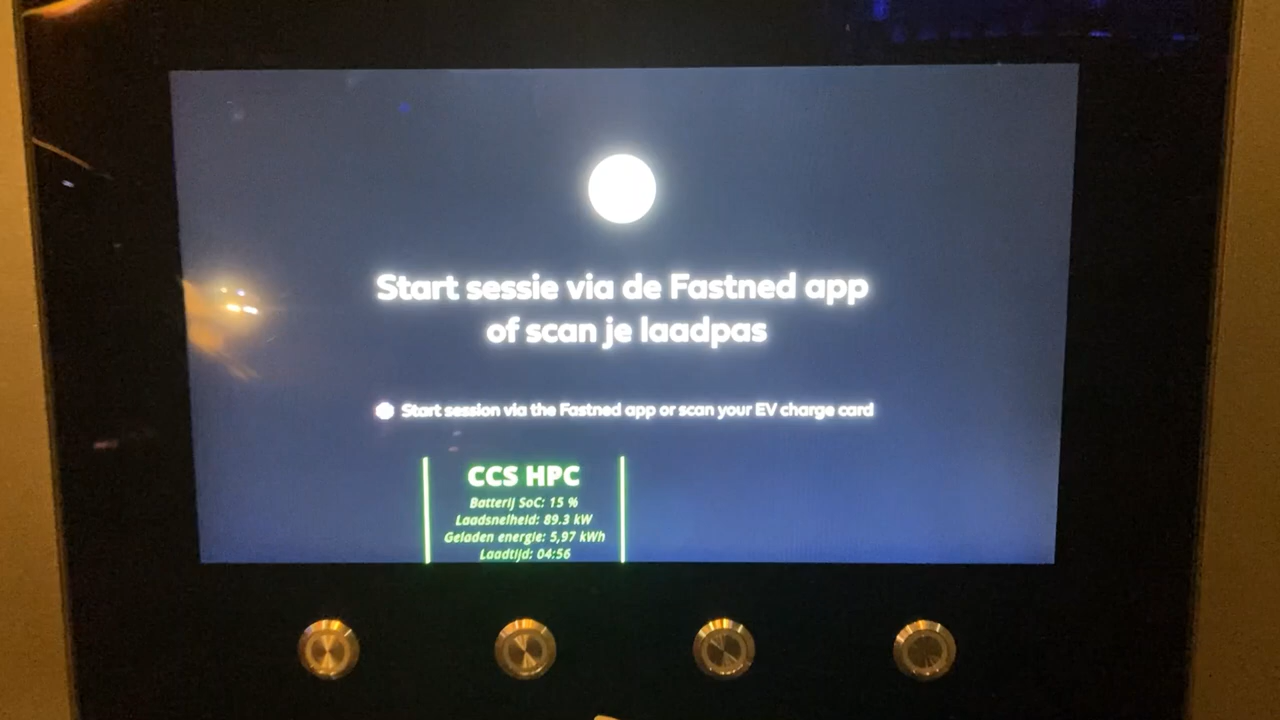 Start sessie via de Fastned app
of scan je laadpas
Start session via the Fastned app or scan your EV charge card
CCS HPC
Batterij SoC: 15 %
Laadsnelheid: 89.3 kW
Geladen energie: 5,97 kWh
Laadtijd: 04:56